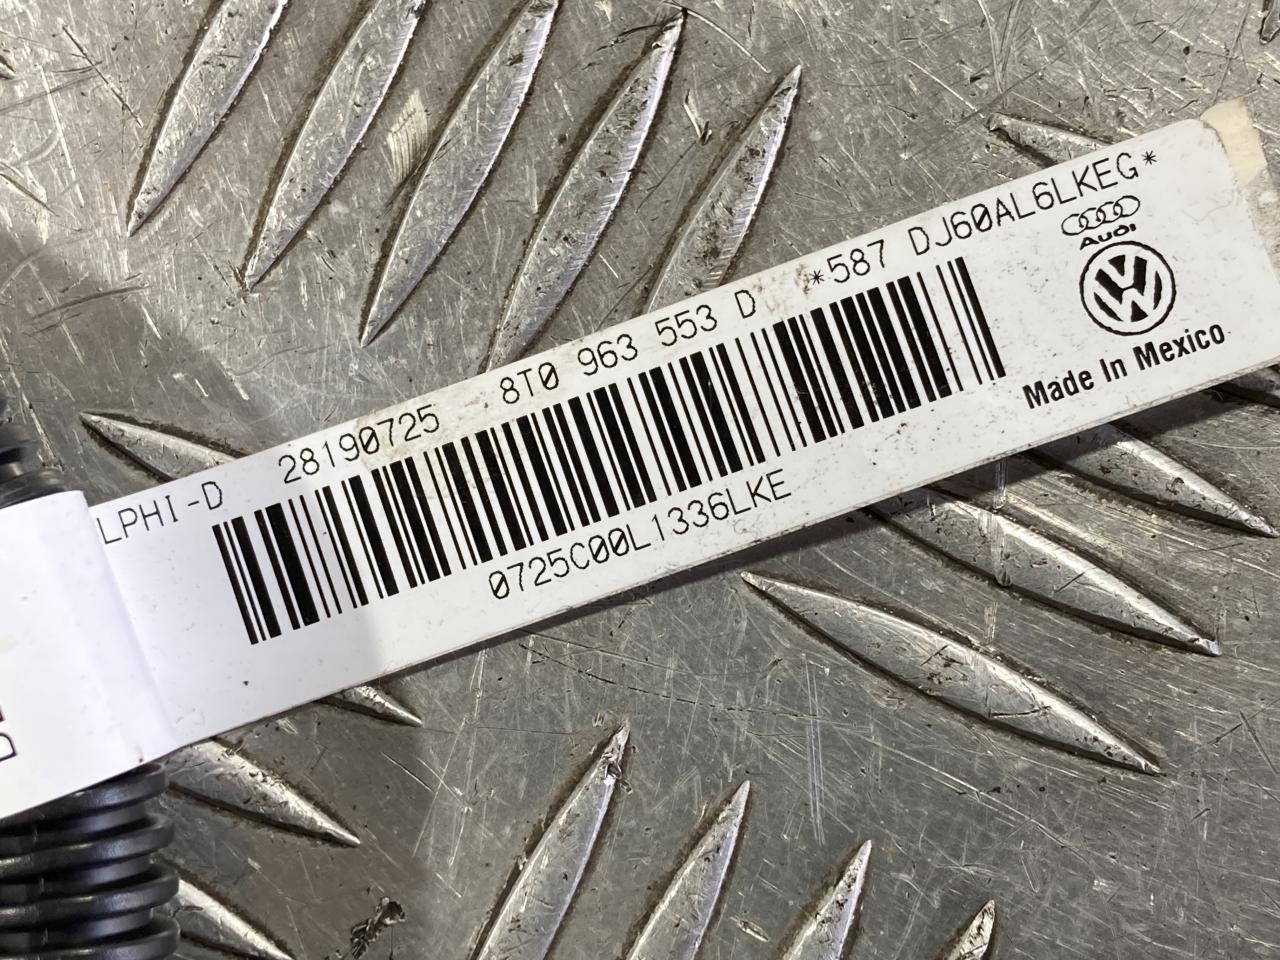 LPHI-D 28190725 8T0 963 553 D *587 DJ60AL6LKEG*
AUDI
Made In Mexico
0725C00L1336LKE